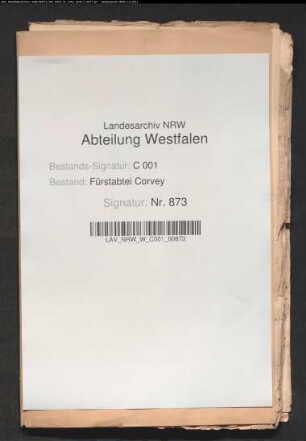 Landesarchiv NRW
Abteilung Westfalen
Bestands-Signatur: C 001
Bestand: Fürstabtei Corvey
Signatur: Nr. 873
LAV_NRW_W_C001_00873